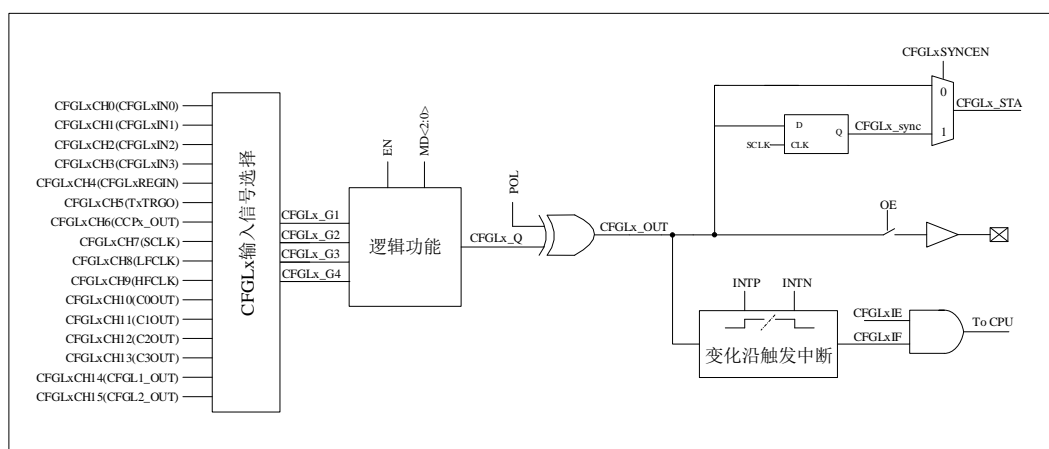 CFGLxCH0(CFGLxIN0)
CFGLxCH1(CFGLxIN1)
CFGLxCH2(CFGLxIN2)
CFGLxCH3(CFGLxIN3)
CFGLxCH4(CFGLxREGIN)
CFGLxCH5(TxTRGO)
CFGLxCH6(CCPx_OUT)
CFGLxCH7(SCLK)
CFGLxCH8(LFCLK)
CFGLxCH9(HFCLK)
CFGLxCH10(C0OUT)
CFGLxCH11(C1OUT)
CFGLxCH12(C2OUT)
CFGLxCH13(C3OUT)
CFGLxCH14(CFGL1_OUT)
CFGLxCH15(CFGL2_OUT)
CFGLx输入信号选择
CFGLx_G1
CFGLx_G2
CFGLx_G3
CFGLx_G4
EN
MD<2:0>
逻辑功能
CFGLx_Q
POL
CFGLx_OUT
CFGLxSYNCEN
0
1
CFGLx_STA
D
Q
CLK
SCLK
CFGLx_sync
OE
INTP
INTN
变化沿触发中断
CFGLxIE
CFGLxIF
To CPU